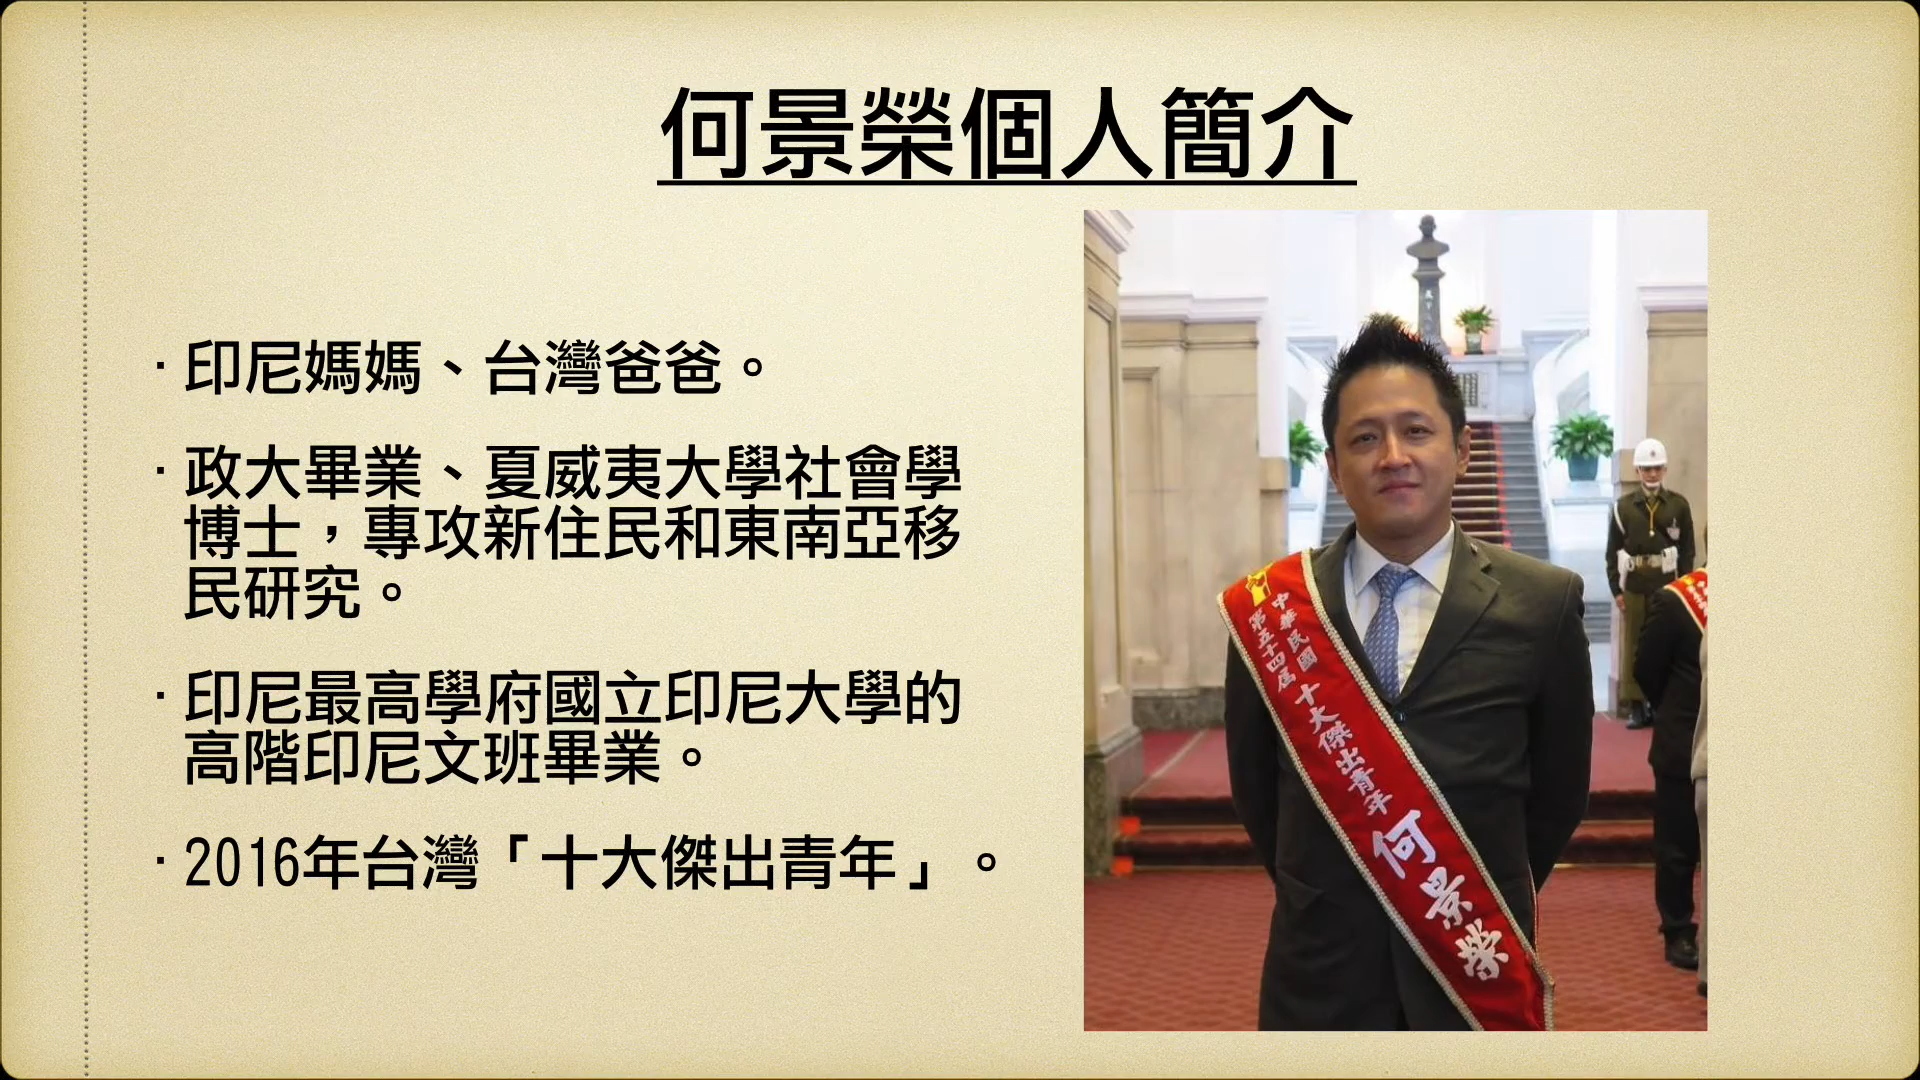 何景榮個人簡介
· 印尼媽媽、台灣爸爸。
· 政大畢業、夏威夷大學社會學
博士，專攻新住民和東南亞移
民研究。
· 印尼最高學府國立印尼大學的
高階印尼文班畢業。
· 2016年台灣「十大傑出青年」。
中華民國
第五十四屆
十大傑出青年
何景榮